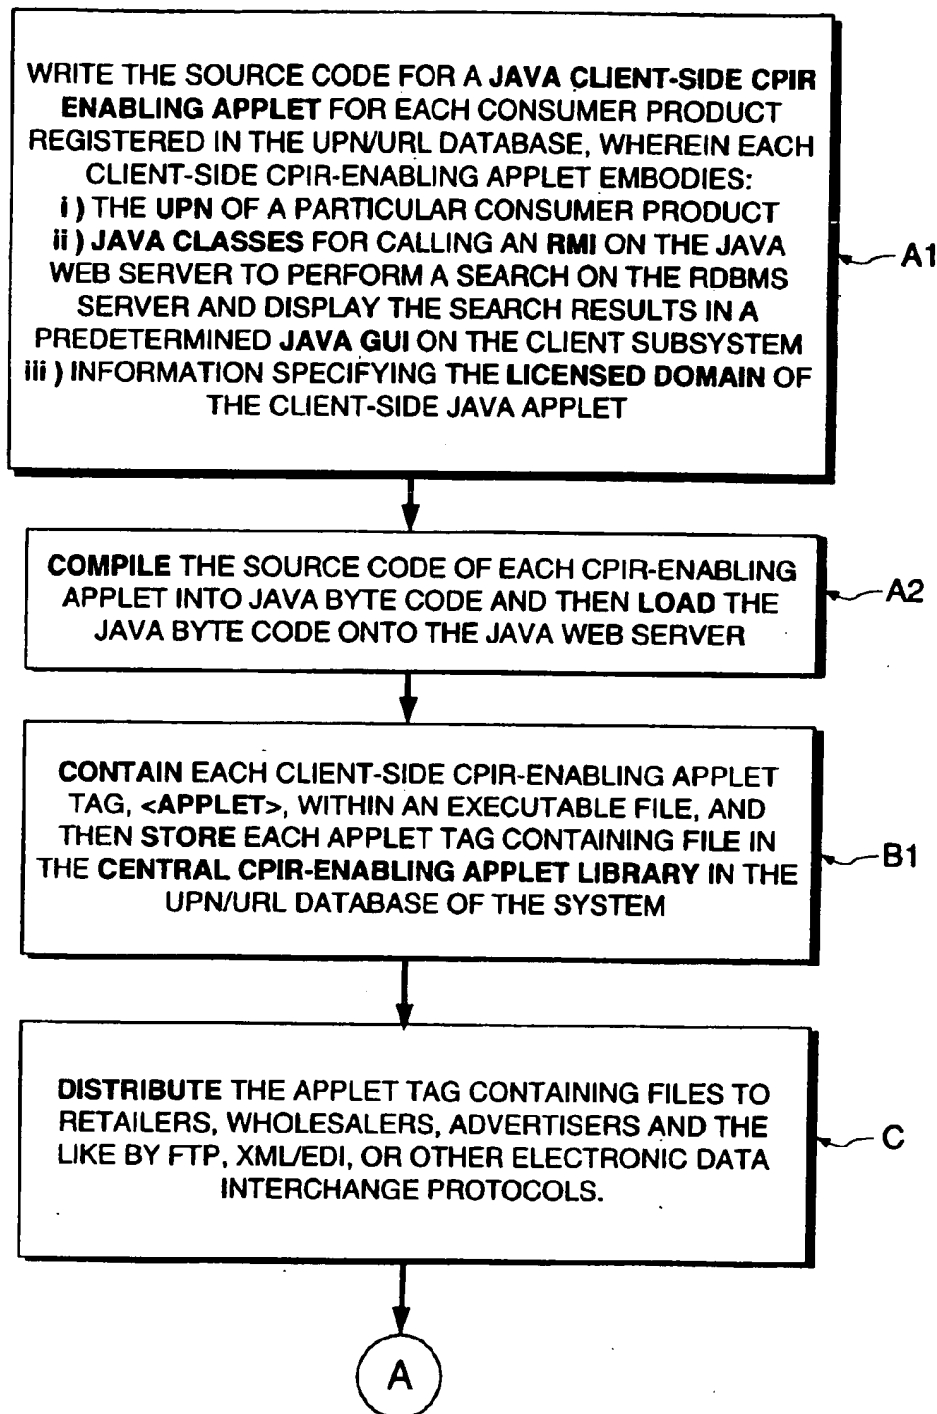 WRITE THE SOURCE CODE FOR A JAVA CLIENT-SIDE CPIR
ENABLING APPLET FOR EACH CONSUMER PRODUCT
REGISTERED IN THE UPN/URL DATABASE, WHEREIN EACH
CLIENT-SIDE CPIR-ENABLING APPLET EMBODIES:
i ) THE UPN OF A PARTICULAR CONSUMER PRODUCT
ii ) JAVA CLASSES FOR CALLING AN RMI ON THE JAVA
WEB SERVER TO PERFORM A SEARCH ON THE RDBMS
SERVER AND DISPLAY THE SEARCH RESULTS IN A
PREDETERMINED JAVA GUI ON THE CLIENT SUBSYSTEM
iii ) INFORMATION SPECIFYING THE LICENSED DOMAIN OF
THE CLIENT-SIDE JAVA APPLET
A1
COMPILE THE SOURCE CODE OF EACH CPIR-ENABLING
APPLET INTO JAVA BYTE CODE AND THEN LOAD THE
JAVA BYTE CODE ONTO THE JAVA WEB SERVER
A2
CONTAIN EACH CLIENT-SIDE CPIR-ENABLING APPLET
TAG, <APPLET>, WITHIN AN EXECUTABLE FILE, AND
THEN STORE EACH APPLET TAG CONTAINING FILE IN
THE CENTRAL CPIR-ENABLING APPLET LIBRARY IN THE
UPN/URL DATABASE OF THE SYSTEM
B1
DISTRIBUTE THE APPLET TAG CONTAINING FILES TO
RETAILERS, WHOLESALERS, ADVERTISERS AND THE
LIKE BY FTP, XML/EDI, OR OTHER ELECTRONIC DATA
INTERCHANGE PROTOCOLS.
C
A